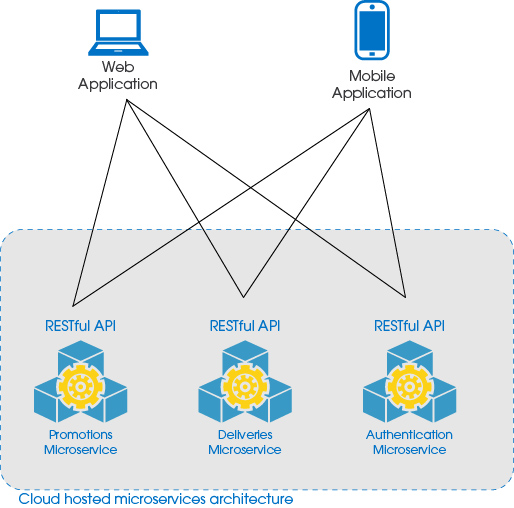 Web
Application
Mobile
Application
RESTful API
RESTful API
RESTful API
Promotions
Microservice
Deliveries
Microservice
Authentication
Microservice
Cloud hosted microservices architecture